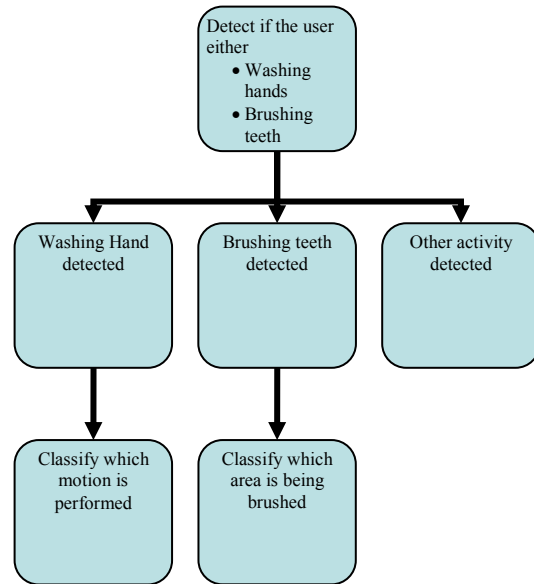 Detect if the user
either
• Washing
hands
• Brushing
teeth
Washing Hand
detected
Brushing teeth
detected
Other activity
detected
Classify which
motion is
performed
Classify which
area is being
brushed